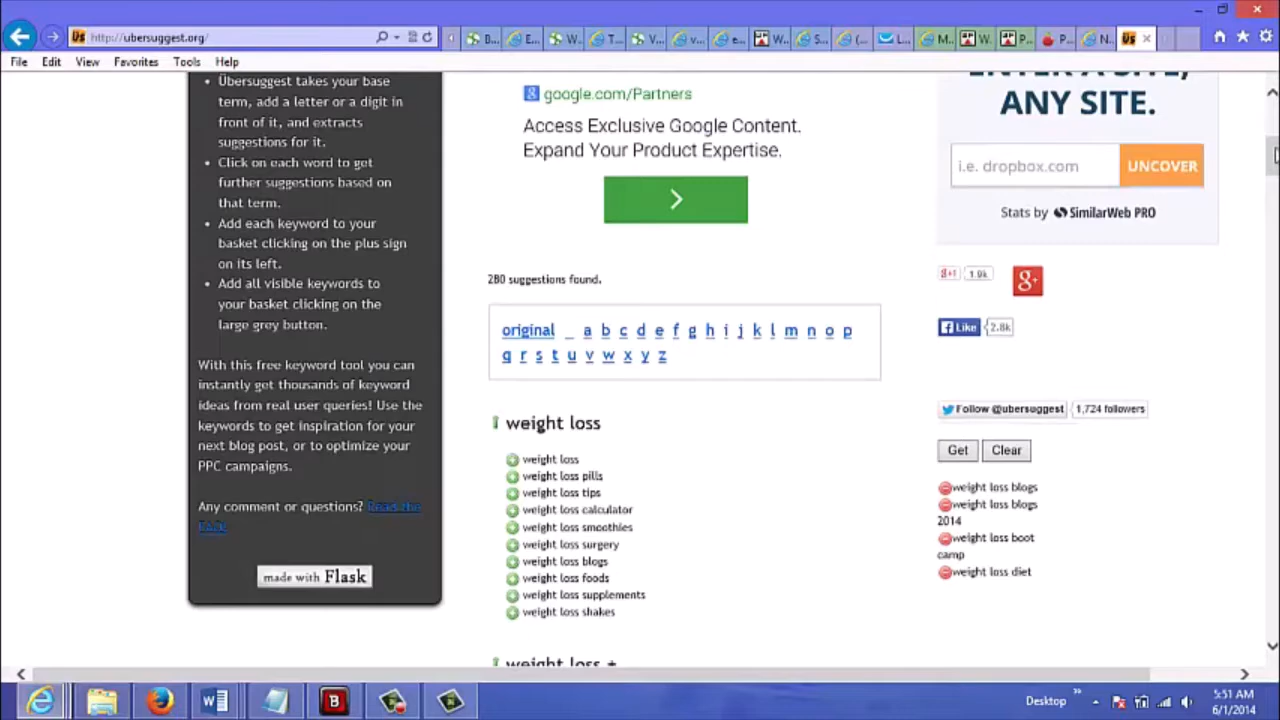 http://ubersuggest.org/
B...
E...
W...
T...
V...
v...
e...
W...
S...
(...
L...
M...
W...
P...
P...
N...
Us
File Edit View Favorites Tools Help
Übersuggest takes your base
term, add a letter or a digit in
front of it, and extracts
suggestions for it.
Click on each word to get
further suggestions based on
that term.
Add each keyword to your
basket clicking on the plus sign
on its left.
Add all visible keywords to
your basket clicking on the
large grey button.
With this free keyword tool you can
instantly get thousands of keyword
ideas from real user queries! Use the
keywords to get inspiration for your
next blog post, or to optimize your
PPC campaigns.
Any comment or questions? Read the
FAQ!
made with Flask
google.com/Partners
Access Exclusive Google Content.
Expand Your Product Expertise.
280 suggestions found.
original _ a b c d e f g h i j k l m n o p
q r s t u v w x y z
weight loss
weight loss
weight loss pills
weight loss tips
weight loss calculator
weight loss smoothies
weight loss surgery
weight loss blogs
weight loss foods
weight loss supplements
weight loss shakes
weight loss +
ENTER A SITE,
ANY SITE.
i.e. dropbox.com UNCOVER
Stats by SimilarWeb PRO
g+1 1.9k g+
Like 2.8k
Follow @ubersuggest 1,724 followers
Get Clear
weight loss blogs
weight loss blogs
2014
weight loss boot
camp
weight loss diet
Desktop
5:51 AM
6/1/2014